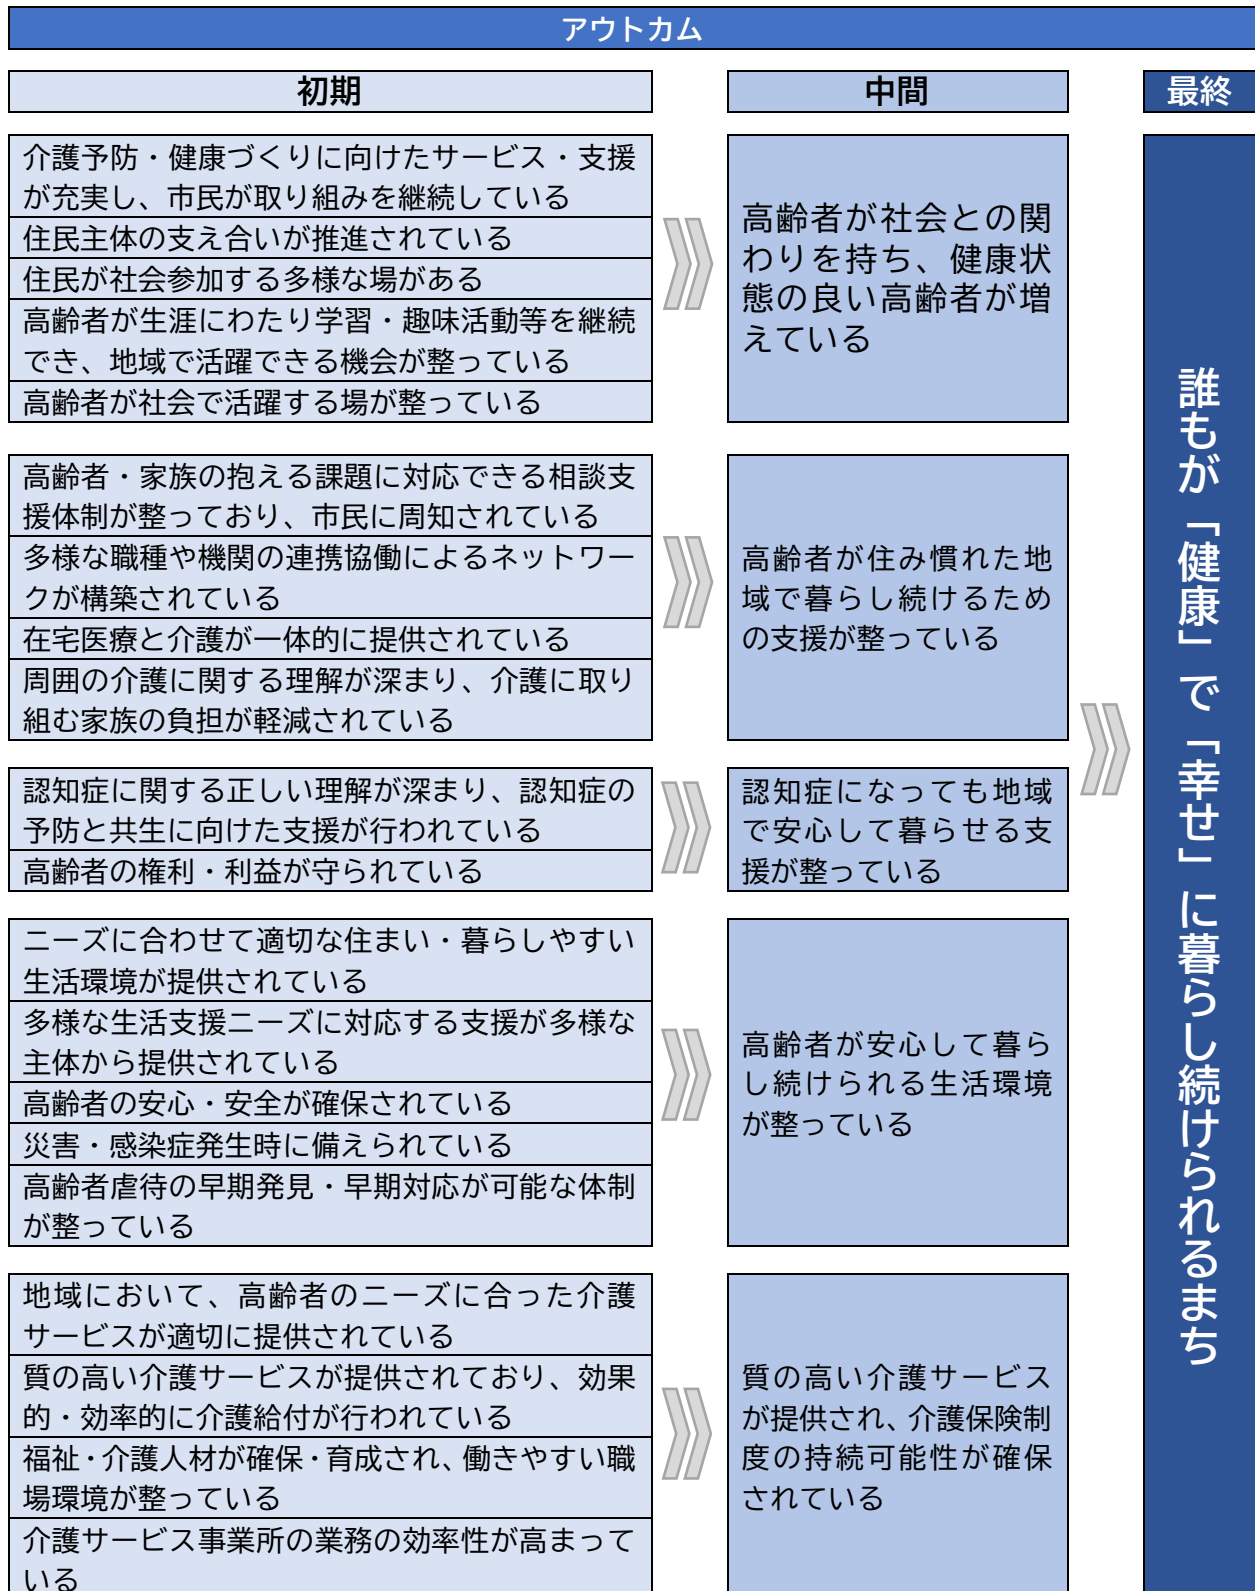 アウトカム
初期
中間
最終
介護予防・健康づくりに向けたサービス・支援
が充実し、市民が取り組みを継続している
住民主体の支え合いが推進されている
住民が社会参加する多様な場がある
高齢者が生涯にわたり学習・趣味活動等を継続
でき、地域で活躍できる機会が整っている
高齢者が社会で活躍する場が整っている
高齢者が社会との関
わりを持ち、健康状
態の良い高齢者が増
えている
高齢者・家族の抱える課題に対応できる相談支
援体制が整っており、市民に周知されている
多様な職種や機関の連携協働によるネットワー
クが構築されている
在宅医療と介護が一体的に提供されている
周囲の介護に関する理解が深まり、介護に取り
組む家族の負担が軽減されている
高齢者が住み慣れた地
域で暮らし続けるため
の支援が整っている
認知症に関する正しい理解が深まり、認知症の
予防と共生に向けた支援が行われている
高齢者の権利・利益が守られている
認知症になっても地域
で安心して暮らせる支
援が整っている
ニーズに合わせて適切な住まい・暮らしやすい
生活環境が提供されている
多様な生活支援ニーズに対応する支援が多様な
主体から提供されている
高齢者の安心・安全が確保されている
災害・感染症発生時に備えられている
高齢者虐待の早期発見・早期対応が可能な体制
が整っている
高齢者が安心して暮ら
し続けられる生活環境
が整っている
地域において、高齢者のニーズに合った介護
サービスが適切に提供されている
質の高い介護サービスが提供されており、効果
的・効率的に介護給付が行われている
福祉・介護人材が確保・育成され、働きやすい職
場環境が整っている
介護サービス事業所の業務の効率性が高まって
いる
質の高い介護サービス
が提供され、介護保険制
度の持続可能性が確保
されている
誰もが「健康」で「幸せ」に暮らし続けられるまち